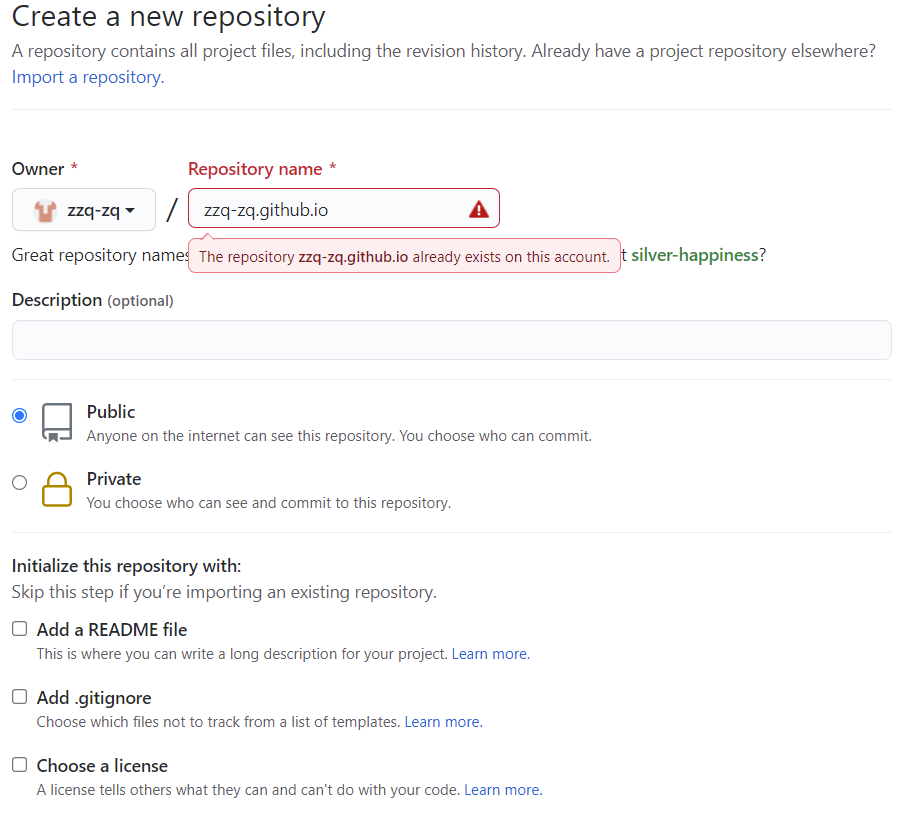 Create a new repository
A repository contains all project files, including the revision history. Already have a project repository elsewhere?
Import a repository.
Owner *
Repository name *
zzq-zq
/
zzq-zq.github.io
Great repository names
The repository zzq-zq.github.io already exists on this account.
t silver-happiness?
Description (optional)
Public
Anyone on the internet can see this repository. You choose who can commit.
Private
You choose who can see and commit to this repository.
Initialize this repository with:
Skip this step if you’re importing an existing repository.
Add a README file
This is where you can write a long description for your project. Learn more.
Add .gitignore
Choose which files not to track from a list of templates. Learn more.
Choose a license
A license tells others what they can and can't do with your code. Learn more.